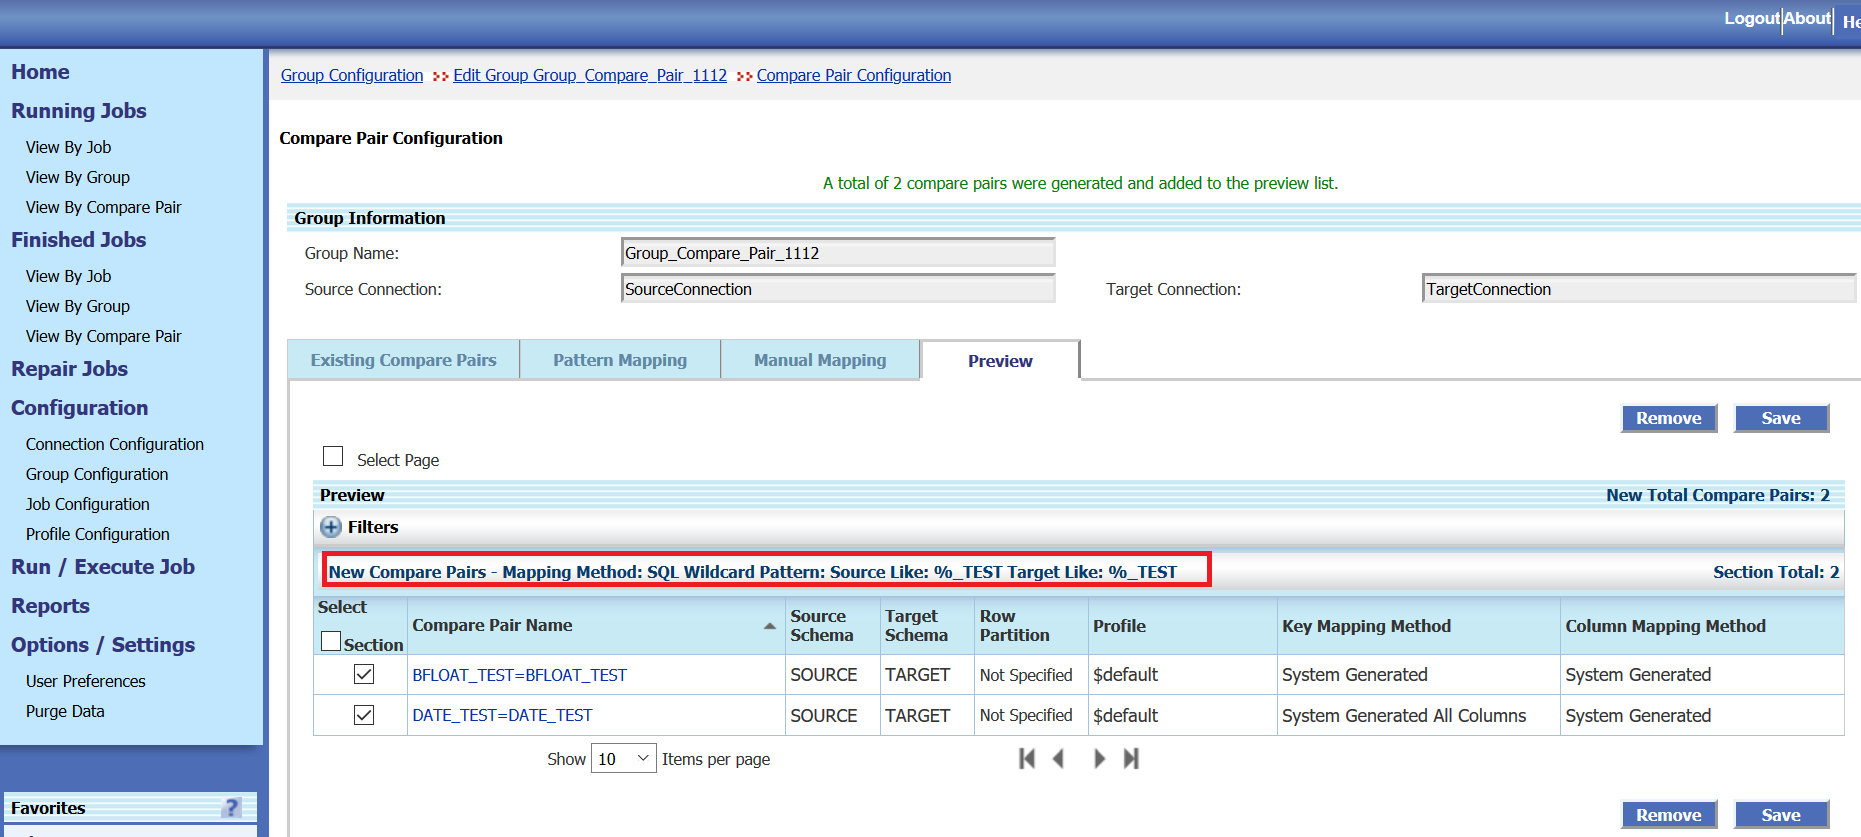 Logout About He
Home
Running Jobs
View By Job
View By Group
View By Compare Pair
Finished Jobs
View By Job
View By Group
View By Compare Pair
Repair Jobs
Configuration
Connection Configuration
Group Configuration
Job Configuration
Profile Configuration
Run / Execute Job
Reports
Options / Settings
User Preferences
Purge Data
Favorites ?
Group Configuration Edit Group Group_Compare_Pair_1112 Compare Pair Configuration
Compare Pair Configuration
A total of 2 compare pairs were generated and added to the preview list.
Group Information
Group Name: Group_Compare_Pair_1112
Source Connection: SourceConnection Target Connection: TargetConnection
Existing Compare Pairs Pattern Mapping Manual Mapping Preview
Remove Save
Select Page
Preview New Total Compare Pairs: 2
Filters
New Compare Pairs - Mapping Method: SQL Wildcard Pattern: Source Like: %_TEST Target Like: %_TEST Section Total: 2
Select Section Compare Pair Name Source Schema Target Schema Row Partition Profile Key Mapping Method Column Mapping Method
BFLOAT_TEST=BFLOAT_TEST SOURCE TARGET Not Specified $default System Generated System Generated
DATE_TEST=DATE_TEST SOURCE TARGET Not Specified $default System Generated All Columns System Generated
Show 10 Items per page
Remove Save